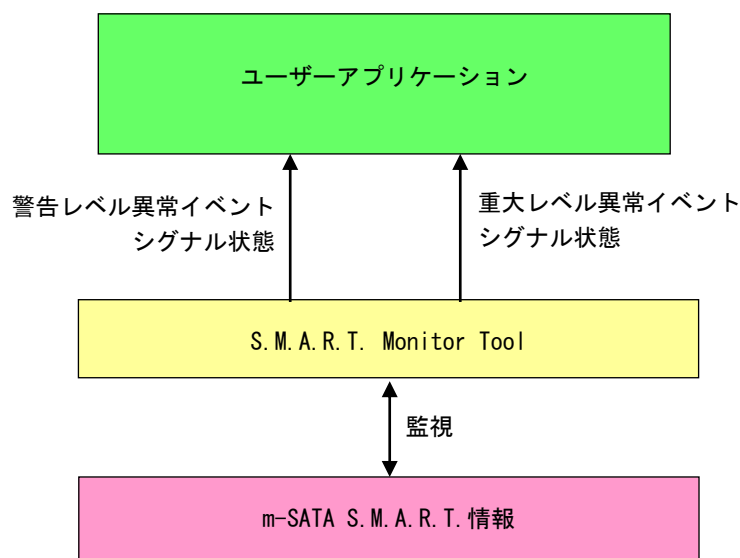 ユーザーアプリケーション
警告レベル異常イベント
シグナル状態
重大レベル異常イベント
シグナル状態
S.M.A.R.T. Monitor Tool
監視
m-SATA S.M.A.R.T.情報